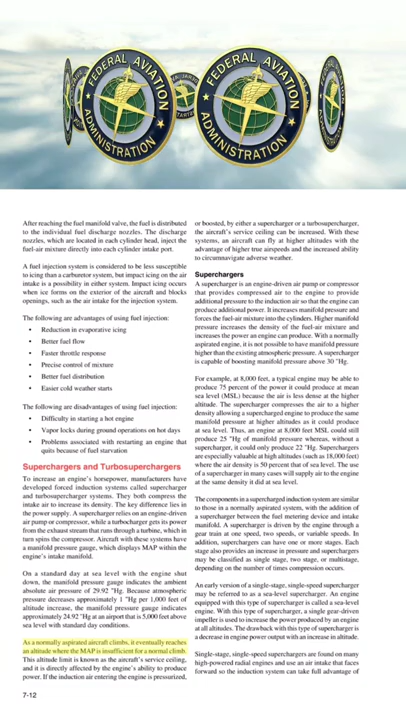 FEDERAL AVIATION
ADMINISTRATION
FEDERAL AVIATION
ADMINISTRATION
After reaching the fuel manifold valve, the fuel is distributed
to the individual fuel discharge nozzles. The discharge
nozzles, which are located in each cylinder head, inject the
fuel-air mixture directly into each cylinder intake port.
A fuel injection system is considered to be less susceptible
to icing than a carburetor system, but impact icing on the air
intake is a possibility in either system. Impact icing occurs
when ice forms on the exterior of the aircraft and blocks
openings, such as the air intake for the injection system.
The following are advantages of using fuel injection:
• Reduction in evaporative icing
• Better fuel flow
• Faster throttle response
• Precise control of mixture
• Better fuel distribution
• Easier cold weather starts
The following are disadvantages of using fuel injection:
• Difficulty in starting a hot engine
• Vapor locks during ground operations on hot days
• Problems associated with restarting an engine that
quits because of fuel starvation
Superchargers and Turbosuperchargers
To increase an engine's horsepower, manufacturers have
developed forced induction systems called supercharger
and turbosupercharger systems. They both compress the
intake air to increase its density. The key difference lies in
the power supply. A supercharger relies on an engine-driven
air pump or compressor, while a turbocharger gets its power
from the exhaust stream that runs through a turbine, which in
turn spins the compressor. Aircraft with these systems have
a manifold pressure gauge, which displays MAP within the
engine's intake manifold.
On a standard day at sea level with the engine shut
down, the manifold pressure gauge indicates the ambient
absolute air pressure of 29.92 "Hg. Because atmospheric
pressure decreases approximately 1 "Hg per 1,000 feet of
altitude increase, the manifold pressure gauge indicates
approximately 24.92 "Hg at an airport that is 5,000 feet above
sea level with standard day conditions.
As a normally aspirated aircraft climbs, it eventually reaches
an altitude where the MAP is insufficient for a normal climb.
This altitude limit is known as the aircraft's service ceiling,
and it is directly affected by the engine's ability to produce
power. If the induction air entering the engine is pressurized,
or boosted, by either a supercharger or a turbosupercharger,
the aircraft's service ceiling can be increased. With these
systems, an aircraft can fly at higher altitudes with the
advantage of higher true airspeeds and the increased ability
to circumnavigate adverse weather.
Superchargers
A supercharger is an engine-driven air pump or compressor
that provides compressed air to the engine to provide
additional pressure to the induction air so that the engine can
produce additional power. It increases manifold pressure and
forces the fuel-air mixture into the cylinders. Higher manifold
pressure increases the density of the fuel-air mixture and
increases the power an engine can produce. With a normally
aspirated engine, it is not possible to have manifold pressure
higher than the existing atmospheric pressure. A supercharger
is capable of boosting manifold pressure above 30 "Hg.
For example, at 8,000 feet, a typical engine may be able to
produce 75 percent of the power it could produce at mean
sea level (MSL) because the air is less dense at the higher
altitude. The supercharger compresses the air to a higher
density allowing a supercharged engine to produce the same
manifold pressure at higher altitudes as it could produce
at sea level. Thus, an engine at 8,000 feet MSL could still
produce 25 "Hg of manifold pressure whereas, without a
supercharger, it could only produce 22 "Hg. Superchargers
are especially valuable at high altitudes (such as 18,000 feet)
where the air density is 50 percent that of sea level. The use
of a supercharger in many cases will supply air to the engine
at the same density it did at sea level.
The components in a supercharged induction system are similar
to those in a normally aspirated system, with the addition of
a supercharger between the fuel metering device and intake
manifold. A supercharger is driven by the engine through a
gear train at one speed, two speeds, or variable speeds. In
addition, superchargers can have one or more stages. Each
stage also provides an increase in pressure and superchargers
may be classified as single stage, two stage, or multistage,
depending on the number of times compression occurs.
An early version of a single-stage, single-speed supercharger
may be referred to as a sea-level supercharger. An engine
equipped with this type of supercharger is called a sea-level
engine. With this type of supercharger, a single gear-driven
impeller is used to increase the power produced by an engine
at all altitudes. The drawback with this type of supercharger is
a decrease in engine power output with an increase in altitude.
Single-stage, single-speed superchargers are found on many
high-powered radial engines and use an air intake that faces
forward so the induction system can take full advantage of
7-12